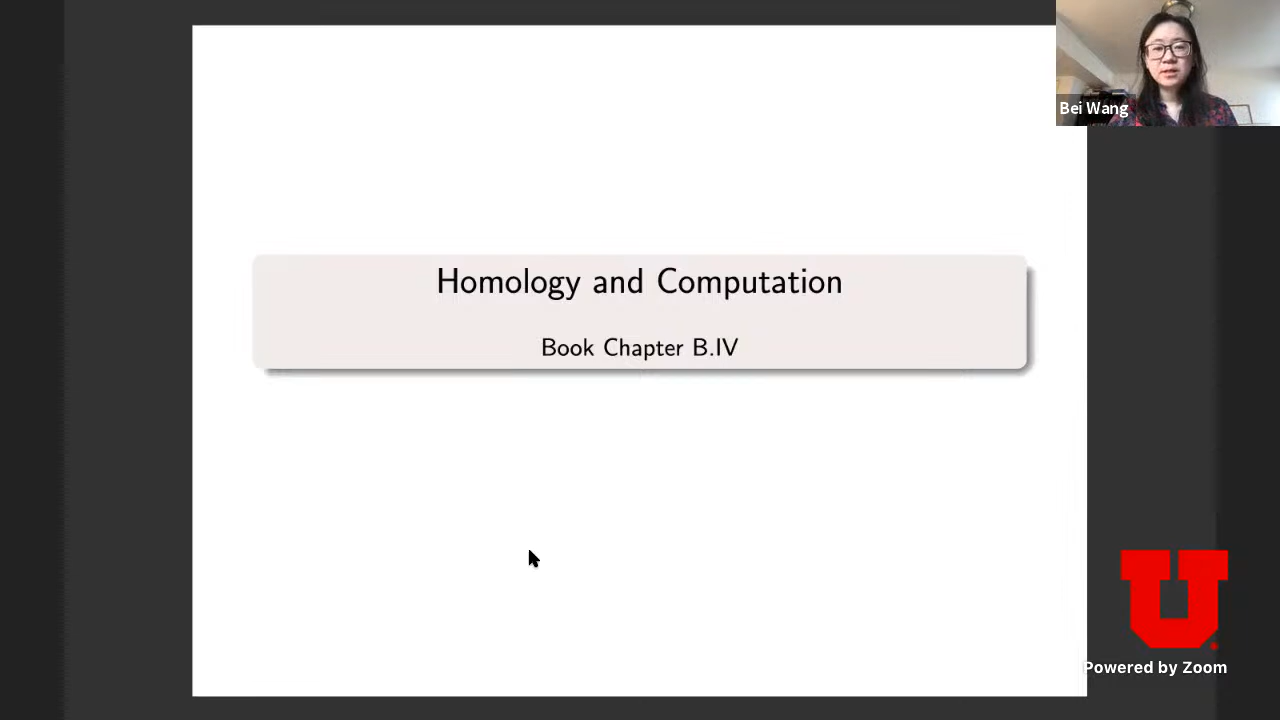 Bei Wang
Homology and Computation
Book Chapter B.IV
U
Powered by Zoom